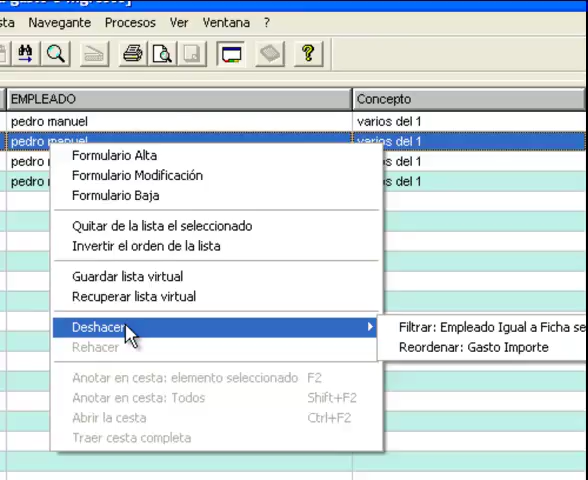 Navegante Procesos Ver Ventana ?
EMPLEADO Concepto
pedro manuel varios del 1
pedro manuel varios del 1
pedro
pedro
Formulario Alta
Formulario Modificación
Formulario Baja
Quitar de la lista el seleccionado
Invertir el orden de la lista
Guardar lista virtual
Recuperar lista virtual
Deshacer
Filtrar: Empleado Igual a Ficha se
Rehacer
Reordenar: Gasto Importe
Anotar en cesta: elemento seleccionado F2
Anotar en cesta: Todos Shift+F2
Abrir la cesta Ctrl+F2
Traer cesta completa